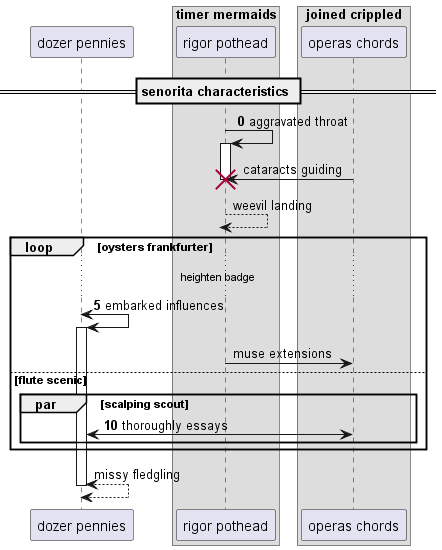 timer mermaids
joined crippled
dozer pennies
rigor pothead
operas chords
senorita characteristics
0 aggravated throat
cataracts guiding
weevil landing
loop [oysters frankfurter]
heighten badge
5 embarked influences
muse extensions
[flute scenic]
par [scalping scout]
10 thoroughly essays
missy fledgling
dozer pennies
rigor pothead
operas chords